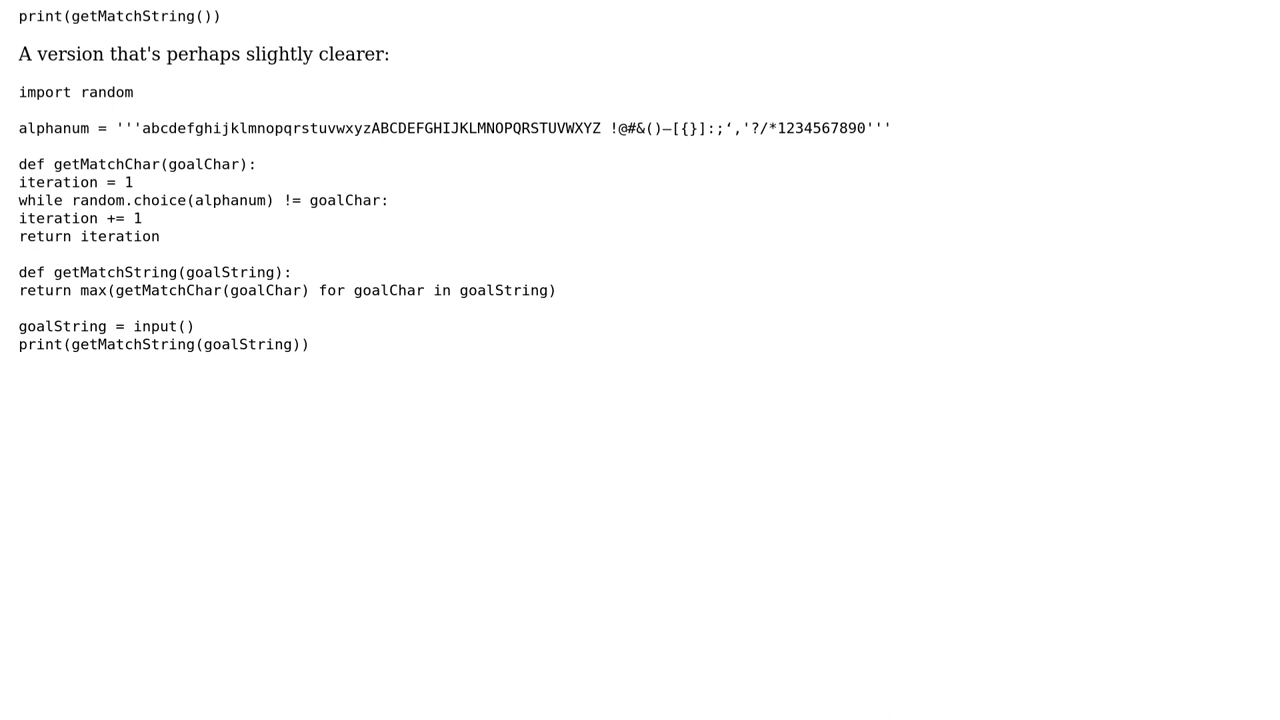 print(getMatchString())
A version that's perhaps slightly clearer:
import random
alphanum = '''abcdefghijklmnopqrstuvwxyzABCDEFGHIJKLMNOPQRSTUVWXYZ !@#&()–[{}]:;‘,'?/*1234567890'''
def getMatchChar(goalChar):
iteration = 1
while random.choice(alphanum) != goalChar:
iteration += 1
return iteration
def getMatchString(goalString):
return max(getMatchChar(goalChar) for goalChar in goalString)
goalString = input()
print(getMatchString(goalString))